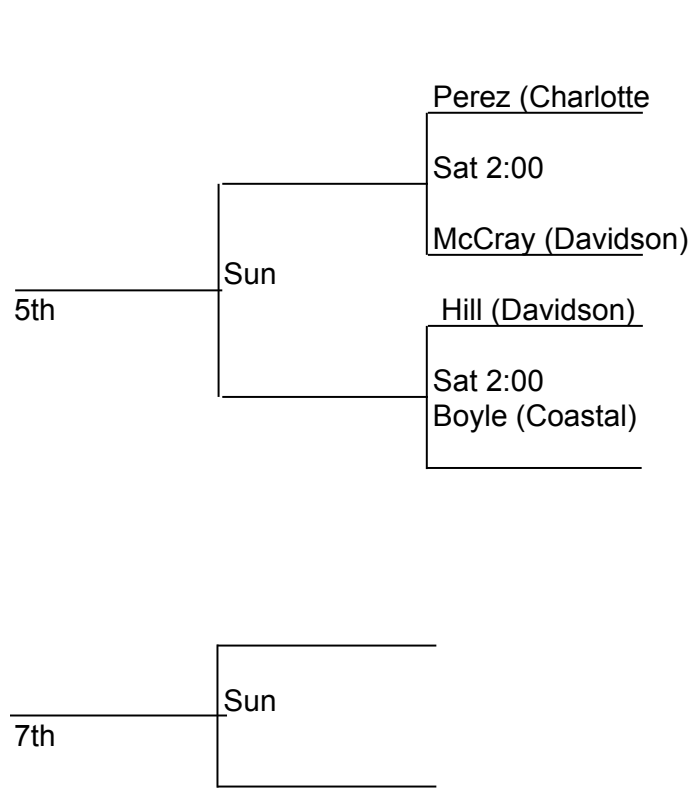 Perez (Charlotte
Sat 2:00
McCray (Davidson)
Sun
5th
Hill (Davidson)
Sat 2:00
Boyle (Coastal)
Sun
7th